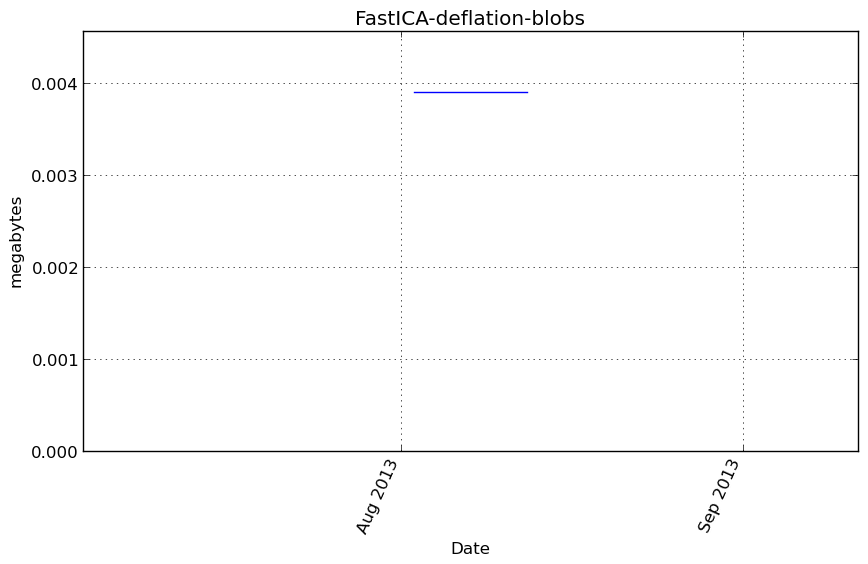 FastICA-deflation-blobs
megabytes
0.004
0.003
0.002
0.001
0.000
Aug 2013
Sep 2013
Date